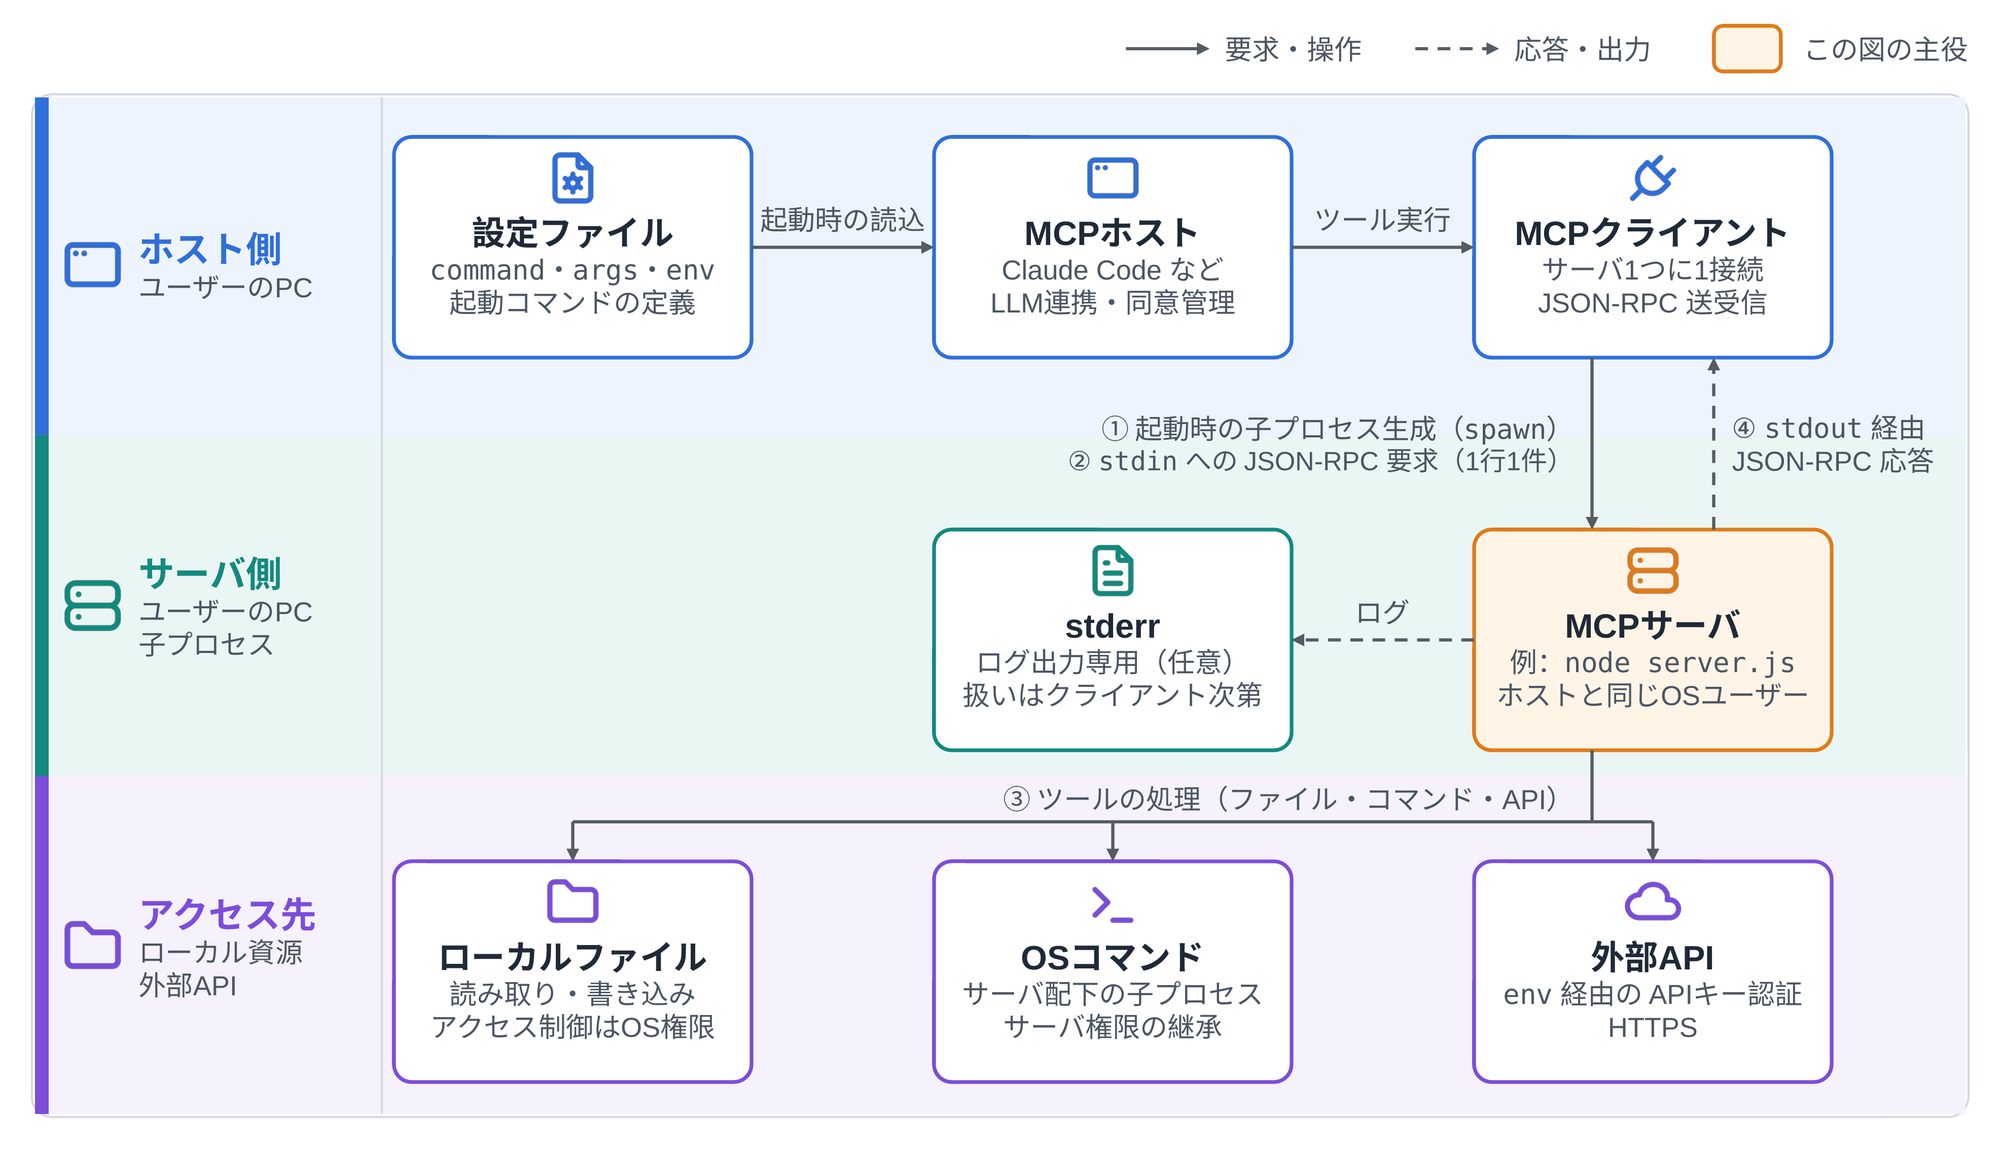 要求・操作
応答・出力
この図の主役
ホスト側
ユーザーのPC
設定ファイル
command・args・env
起動コマンドの定義
起動時の読込
MCPホスト
Claude Code など
LLM連携・同意管理
ツール実行
MCPクライアント
サーバ1つに1接続
JSON-RPC 送受信
① 起動時の子プロセス生成（spawn）
② stdin への JSON-RPC 要求（1行1件）
④ stdout 経由
JSON-RPC 応答
サーバ側
ユーザーのPC
子プロセス
stderr
ログ出力専用（任意）
扱いはクライアント次第
ログ
MCPサーバ
例：node server.js
ホストと同じOSユーザー
③ ツールの処理（ファイル・コマンド・API）
アクセス先
ローカル資源
外部API
ローカルファイル
読み取り・書き込み
アクセス制御はOS権限
OSコマンド
サーバ配下の子プロセス
サーバ権限の継承
外部API
env 経由の APIキー認証
HTTPS